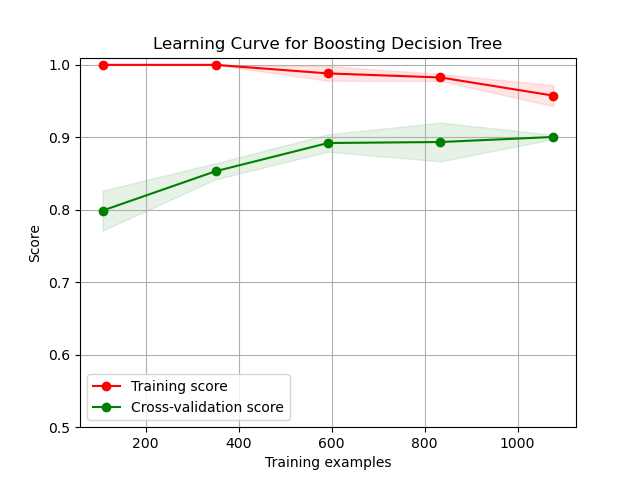 Learning Curve for Boosting Decision Tree
1.0
0.9
0.8
0.7
0.6
0.5
Score
Training score
Cross-validation score
200 400 600 800 1000
Training examples